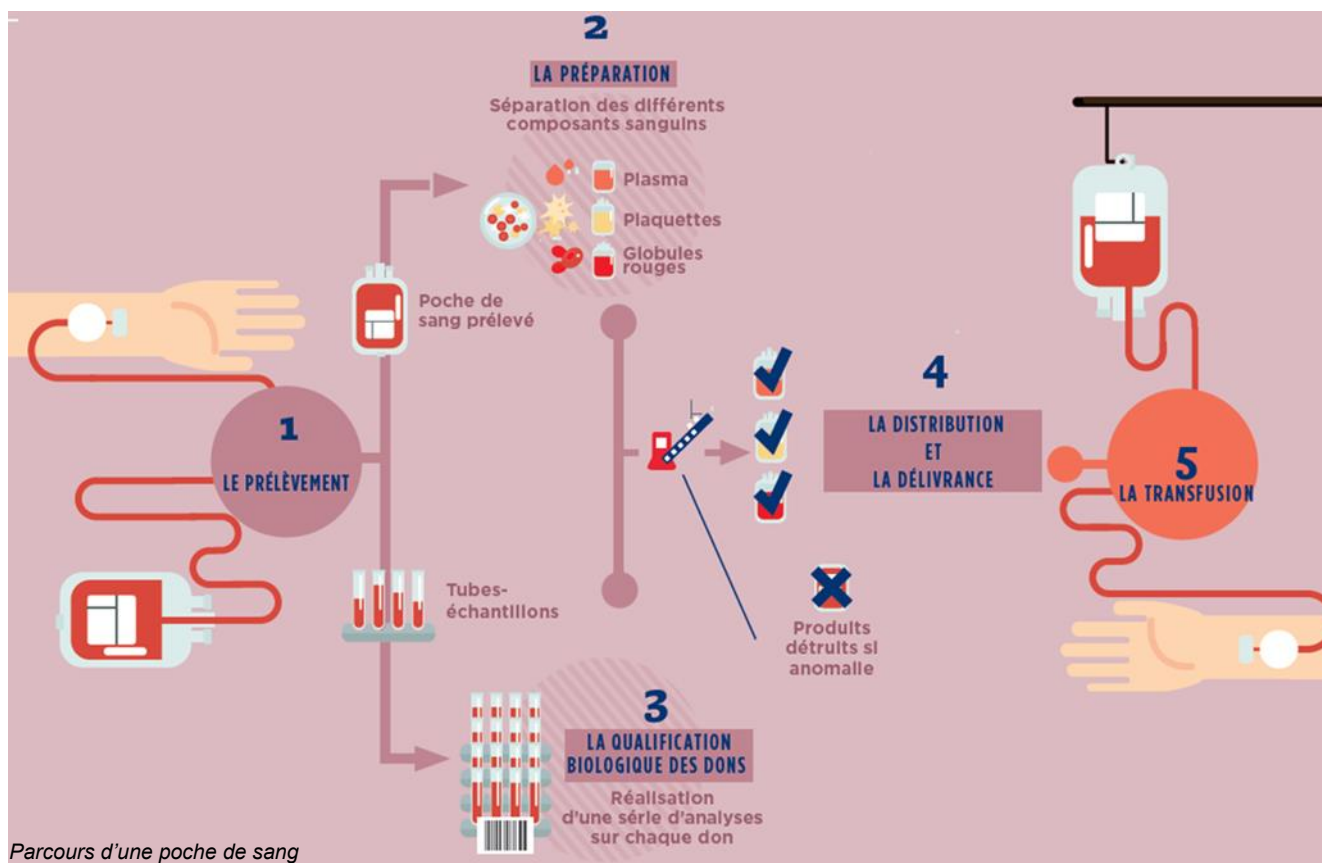 1
LE PRÉLÈVEMENT
Poche de
sang prélevé
Tubes-
échantillons
2
LA PRÉPARATION
Séparation des différents
composants sanguins
Plasma
Plaquettes
Globules
rouges
3
LA QUALIFICATION
BIOLOGIQUE DES DONS
Réalisation
d'une série d'analyses
sur chaque don
Produits
détruits si
anomalie
4
LA DISTRIBUTION
ET
LA DÉLIVRANCE
5
LA TRANSFUSION
Parcours d'une poche de sang